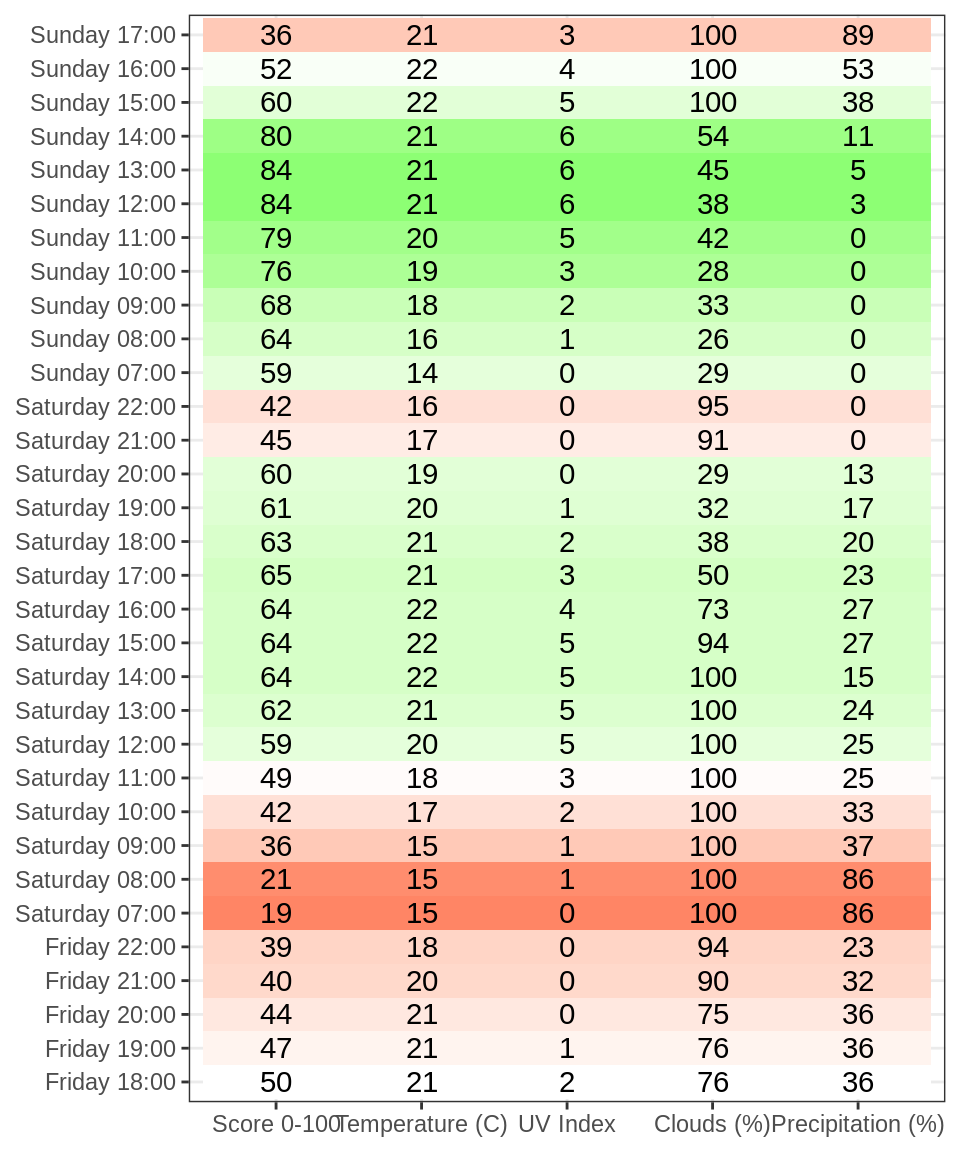 Sunday 17:00 36 21 3 100 89
Sunday 16:00 52 22 4 100 53
Sunday 15:00 60 22 5 100 38
Sunday 14:00 80 21 6 54 11
Sunday 13:00 84 21 6 45 5
Sunday 12:00 84 21 6 38 3
Sunday 11:00 79 20 5 42 0
Sunday 10:00 76 19 3 28 0
Sunday 09:00 68 18 2 33 0
Sunday 08:00 64 16 1 26 0
Sunday 07:00 59 14 0 29 0
Saturday 22:00 42 16 0 95 0
Saturday 21:00 45 17 0 91 0
Saturday 20:00 60 19 0 29 13
Saturday 19:00 61 20 1 32 17
Saturday 18:00 63 21 2 38 20
Saturday 17:00 65 21 3 50 23
Saturday 16:00 64 22 4 73 27
Saturday 15:00 64 22 5 94 27
Saturday 14:00 64 22 5 100 15
Saturday 13:00 62 21 5 100 24
Saturday 12:00 59 20 5 100 25
Saturday 11:00 49 18 3 100 25
Saturday 10:00 42 17 2 100 33
Saturday 09:00 36 15 1 100 37
Saturday 08:00 21 15 1 100 86
Saturday 07:00 19 15 0 100 86
Friday 22:00 39 18 0 94 23
Friday 21:00 40 20 0 90 32
Friday 20:00 44 21 0 75 36
Friday 19:00 47 21 1 76 36
Friday 18:00 50 21 2 76 36
Score 0-100 Temperature (C) UV Index Clouds (%) Precipitation (%)